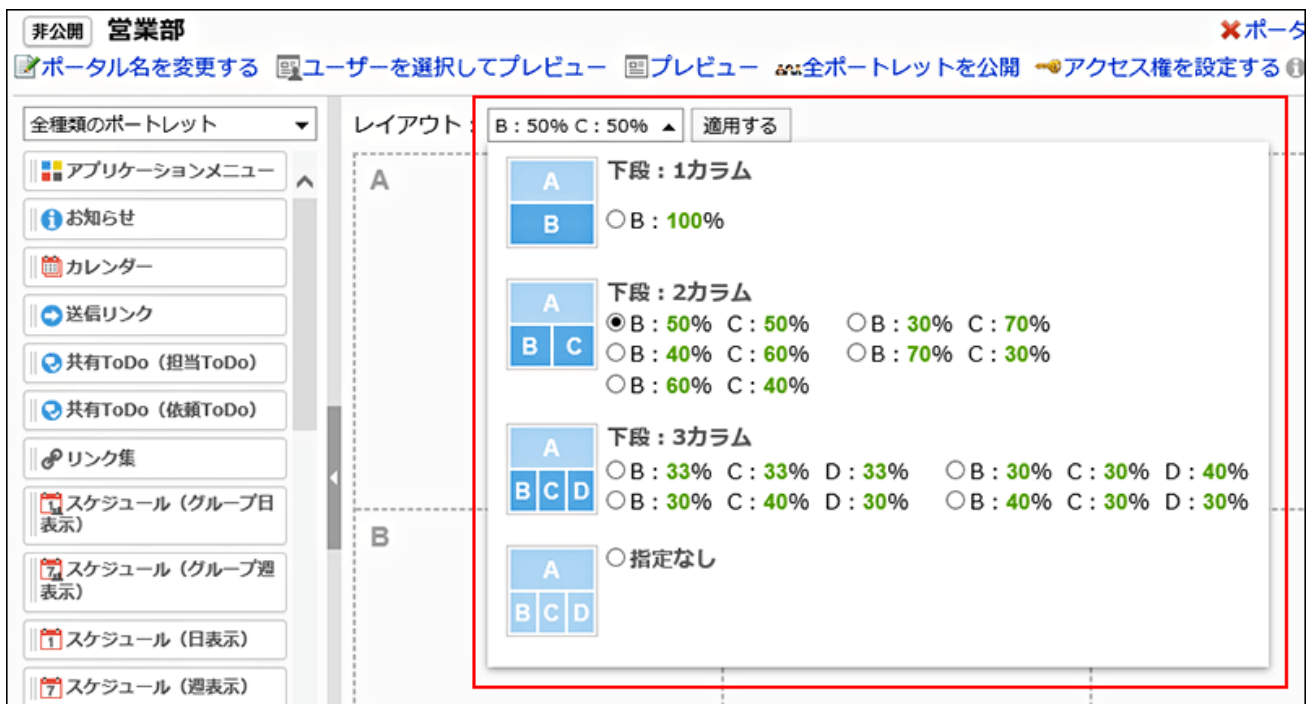 非公開 営業部
✖ポータ
ポータル名を変更する ユーザーを選択してプレビュー プレビュー 全ポートレットを公開 アクセス権を設定する
全種類のポートレット
アプリケーションメニュー
お知らせ
カレンダー
送信リンク
共有ToDo（担当ToDo）
共有ToDo（依頼ToDo）
リンク集
スケジュール（グループ日
表示）
スケジュール（グループ週
表示）
スケジュール（日表示）
スケジュール（週表示）
レイアウト： B：50% C：50% 適用する
A
B
A
B
下段：1カラム
B：100%
A
B C
下段：2カラム
B：50% C：50% B：30% C：70%
B：40% C：60% B：70% C：30%
B：60% C：40%
A
B C D
下段：3カラム
B：33% C：33% D：33% B：30% C：30% D：40%
B：30% C：40% D：30% B：40% C：30% D：30%
A
B C D
指定なし